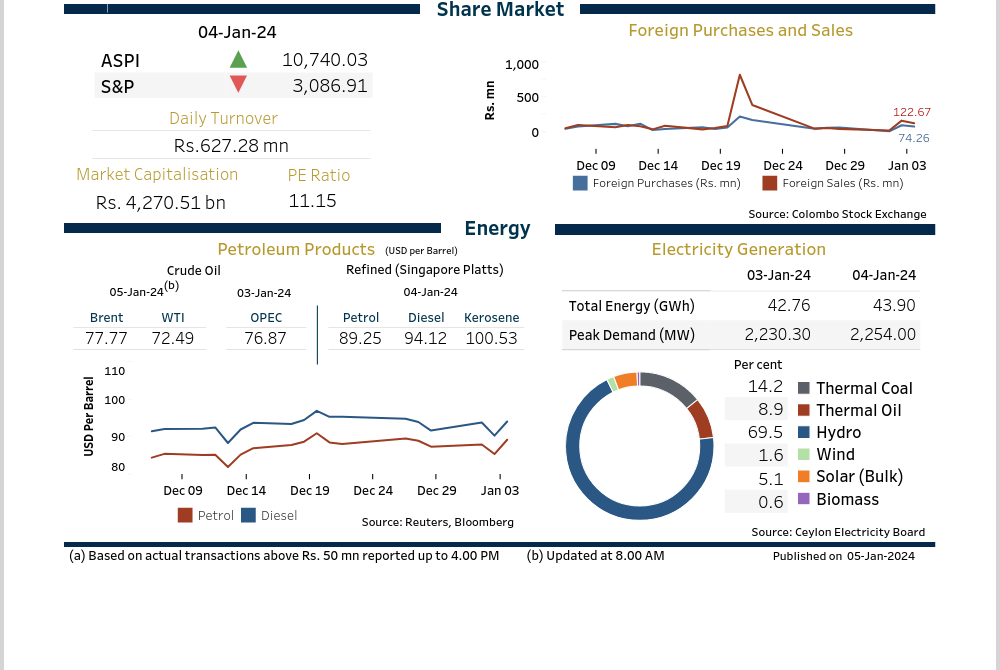 Share Market
04-Jan-24
ASPI 10,740.03
S&P 3,086.91
Daily Turnover
Rs.627.28 mn
Market Capitalisation PE Ratio
Rs. 4,270.51 bn 11.15
Foreign Purchases and Sales
Rs. mn
1,000
500
0
122.67
74.26
Dec 09 Dec 14 Dec 19 Dec 24 Dec 29 Jan 03
Foreign Purchases (Rs. mn) Foreign Sales (Rs. mn)
Source: Colombo Stock Exchange
Energy
Petroleum Products (USD per Barrel)
Crude Oil Refined (Singapore Platts)
05-Jan-24(b) 03-Jan-24 04-Jan-24
Brent WTI OPEC Petrol Diesel Kerosene
77.77 72.49 76.87 89.25 94.12 100.53
USD Per Barrel
110
100
90
80
Dec 09 Dec 14 Dec 19 Dec 24 Dec 29 Jan 03
Petrol Diesel
Source: Reuters, Bloomberg
Electricity Generation
03-Jan-24 04-Jan-24
Total Energy (GWh) 42.76 43.90
Peak Demand (MW) 2,230.30 2,254.00
Per cent
14.2 Thermal Coal
8.9 Thermal Oil
69.5 Hydro
1.6 Wind
5.1 Solar (Bulk)
0.6 Biomass
Source: Ceylon Electricity Board
(a) Based on actual transactions above Rs. 50 mn reported up to 4.00 PM (b) Updated at 8.00 AM Published on 05-Jan-2024